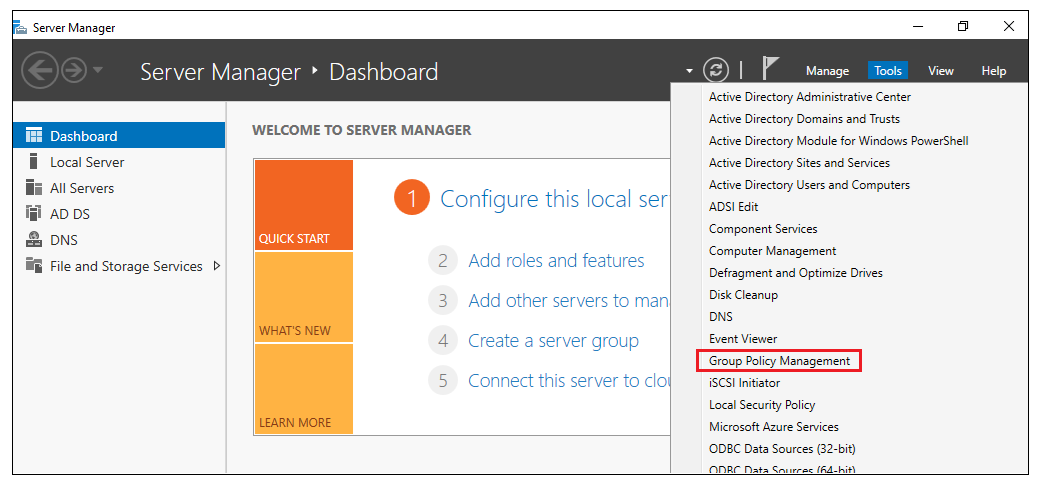 Server Manager
Server Manager ‣ Dashboard
Manage Tools View Help
Dashboard
Local Server
All Servers
AD DS
DNS
File and Storage Services
WELCOME TO SERVER MANAGER
QUICK START
WHAT'S NEW
LEARN MORE
1 Configure this local ser
2 Add roles and features
3 Add other servers to man
4 Create a server group
5 Connect this server to clou
Active Directory Administrative Center
Active Directory Domains and Trusts
Active Directory Module for Windows PowerShell
Active Directory Sites and Services
Active Directory Users and Computers
ADSI Edit
Component Services
Computer Management
Defragment and Optimize Drives
Disk Cleanup
DNS
Event Viewer
Group Policy Management
iSCSI Initiator
Local Security Policy
Microsoft Azure Services
ODBC Data Sources (32-bit)
ODBC Data Sources (64-bit)